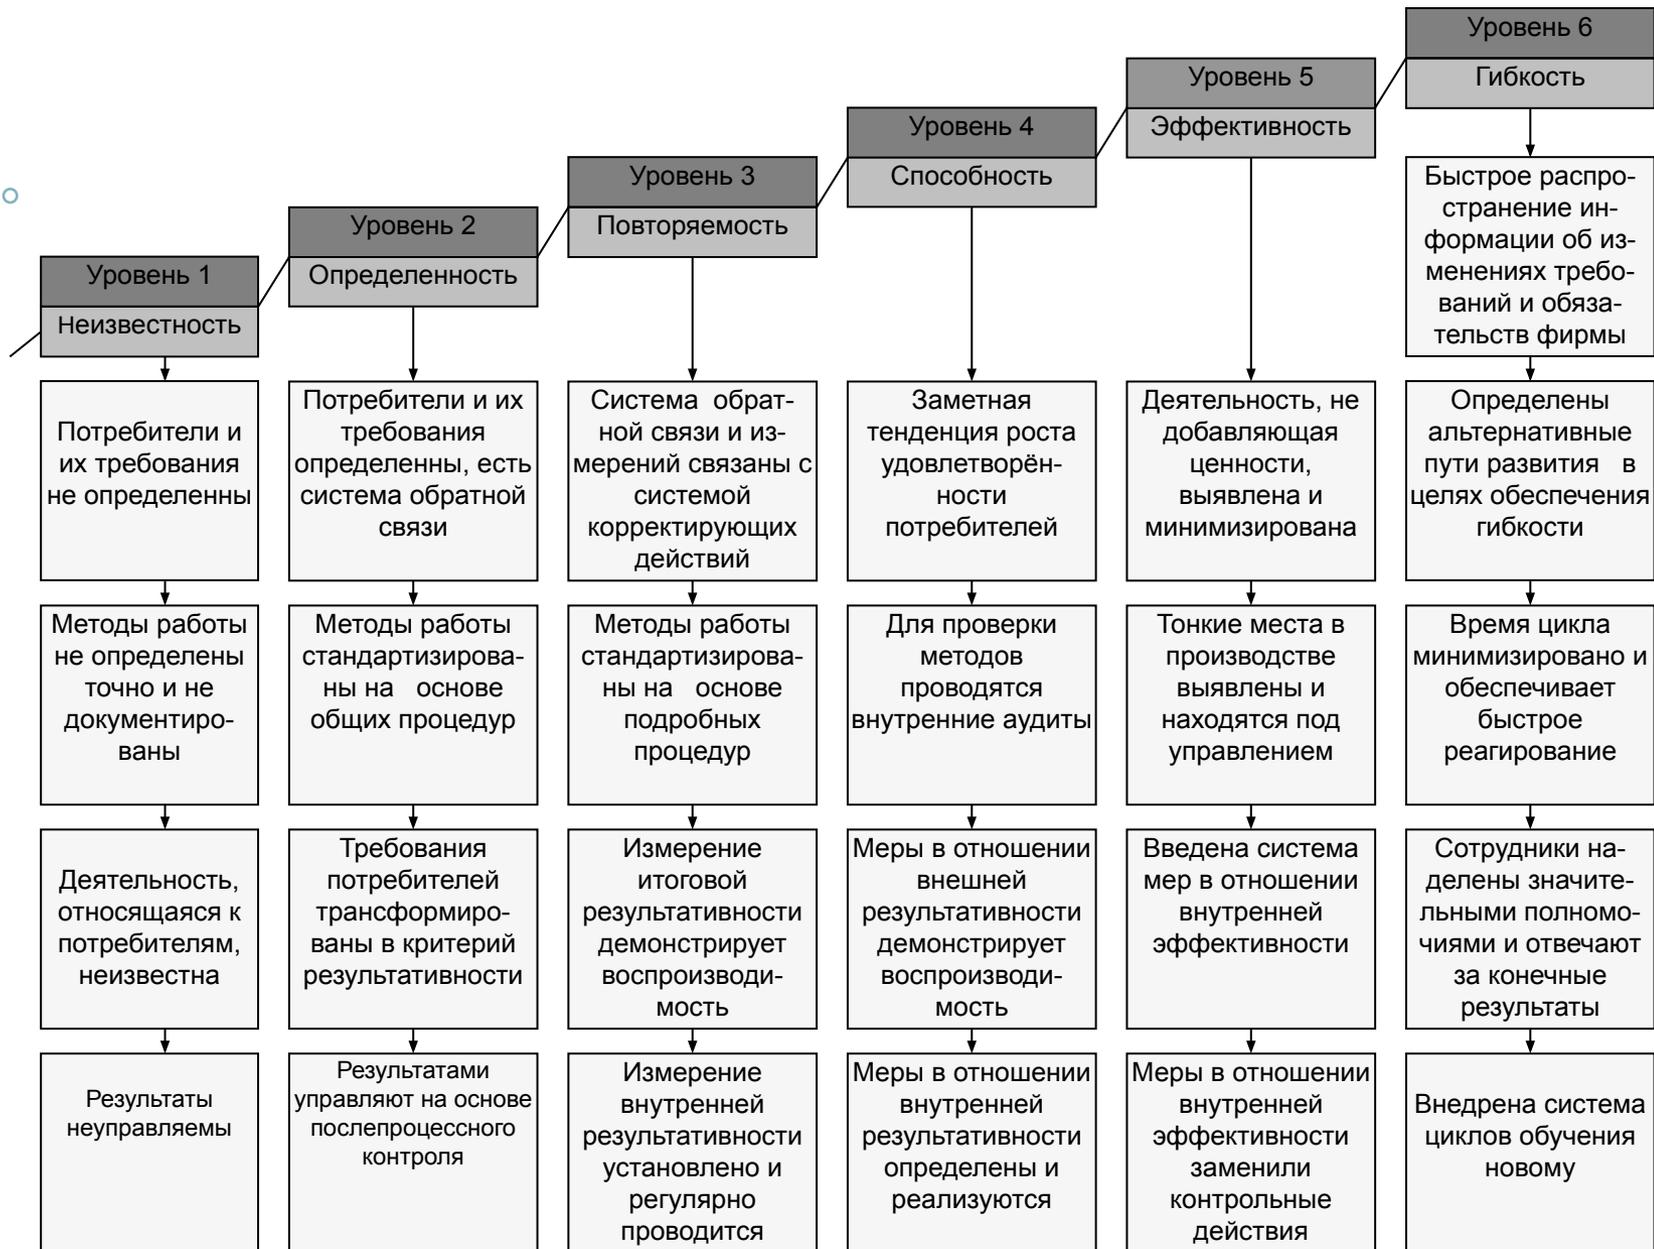 Уровень 1
Неизвестность
Потребители и
их требования
не определенны
Методы работы
не определены
точно и не
документиро-
ваны
Деятельность,
относящаяся к
потребителям,
неизвестна
Результаты
неуправляемы
Уровень 2
Определенность
Потребители и их
требования
определенны, есть
система обратной
связи
Методы работы
стандартизирова-
ны на основе
общих процедур
Требования
потребителей
трансформиро-
ваны в критерий
результативности
Результатами
управляют на основе
послепроцессного
контроля
Уровень 3
Повторяемость
Система обрат-
ной связи и из-
мерений связаны с
системой
корректирующих
действий
Методы работы
стандартизирова-
ны на основе
подробных
процедур
Измерение
итоговой
результативности
демонстрирует
воспроизводи-
мость
Измерение
внутренней
результативности
установлено и
регулярно
проводится
Уровень 4
Способность
Заметная
тенденция роста
удовлетворён-
ности
потребителей
Для проверки
методов
проводятся
внутренние аудиты
Меры в отношении
внешней
результативности
демонстрирует
воспроизводи-
мость
Меры в отношении
внутренней
результативности
определены и
реализуются
Уровень 5
Эффективность
Деятельность, не
добавляющая
ценности,
выявлена и
минимизирована
Тонкие места в
производстве
выявлены и
находятся под
управлением
Введена система
мер в отношении
внутренней
эффективности
Меры в отношении
внутренней
эффективности
заменили
контрольные
действия
Уровень 6
Гибкость
Быстрое распро-
странение ин-
формации об из-
менениях требо-
ваний и обяза-
тельств фирмы
Определены
альтернативные
пути развития в
целях обеспечения
гибкости
Время цикла
минимизировано и
обеспечивает
быстрое
реагирование
Сотрудники на-
делены значите-
льными полномо-
чиями и отвечают
за конечные
результаты
Внедрена система
циклов обучения
новому